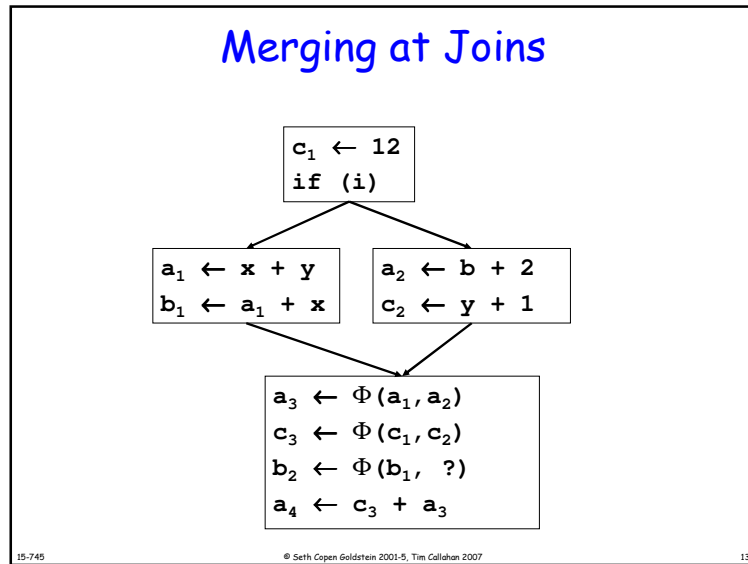 Merging at Joins
c₁ ← 12
if (i)
a₁ ← x + y
b₁ ← a₁ + x
a₂ ← b + 2
c₂ ← y + 1
a₃ ← Φ(a₁,a₂)
c₃ ← Φ(c₁,c₂)
b₂ ← Φ(b₁, ?)
a₄ ← c₃ + a₃
15-745 © Seth Copen Goldstein 2001-5, Tim Callahan 2007 13